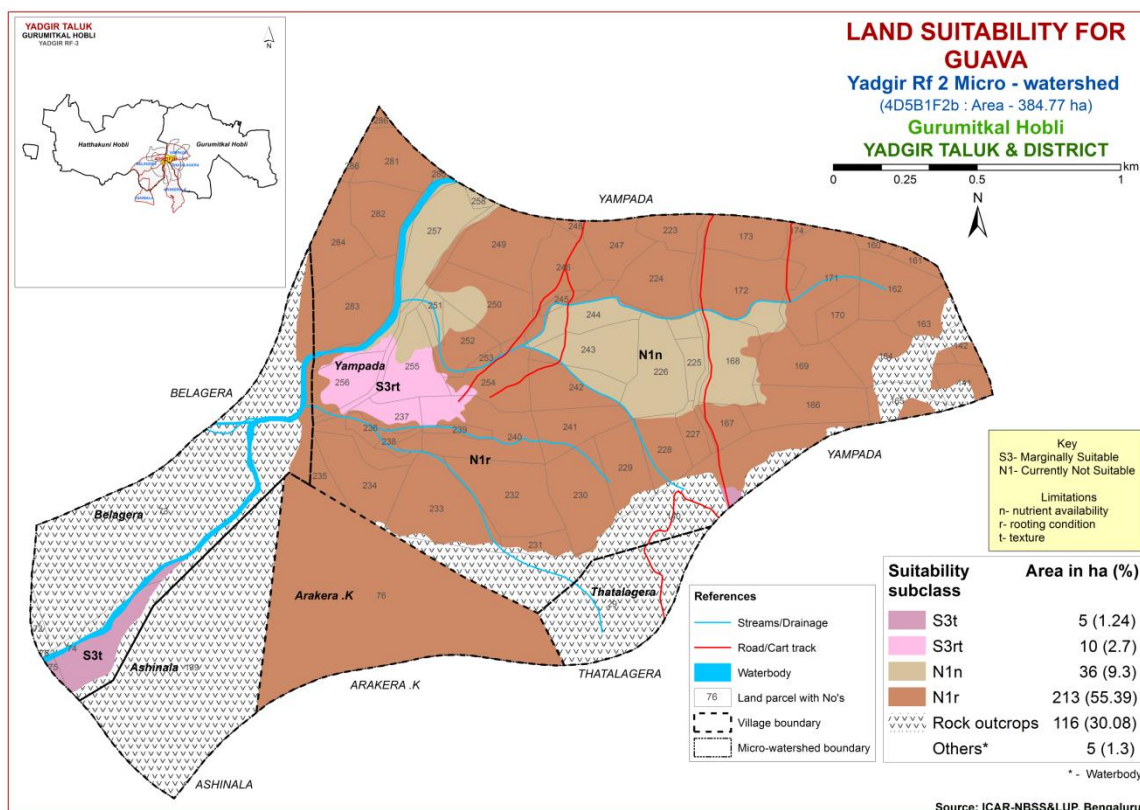 YADGIR TALUK
GURUMITKAL HOBLI
YADGIR RF-3
N
Hatthakuni Hobli
Gurumitkal Hobli
LAND SUITABILITY FOR
GUAVA
Yadgir Rf 2 Micro - watershed
(4D5B1F2b : Area - 384.77 ha)
Gurumitkal Hobli
YADGIR TALUK & DISTRICT
km
0 0.25 0.5 1
N
286
281
286
282
258
257
284
249
283
251
250
252
253
254
255
256
Yampada
S3rt
237
YAMPADA
248
223
247
224
245
244
243
173
174
172
171
160
161
162
170
163
164
142
141
165
N1n
225
226
168
169
166
242
241
240
239
236
238
N1r
227
167
228
229
230
232
231
233
234
235
BELAGERA
YAMPADA
Belagera
Arakera .K
76
Thatalagera
S3t
74
75
Ashinala
THATALAGERA
ARAKERA .K
ASHINALA
Key
S3- Marginally Suitable
N1- Currently Not Suitable
Limitations
n- nutrient availability
r- rooting condition
t- texture
References
Streams/Drainage
Road/Cart track
Waterbody
76 Land parcel with No's
Village boundary
Micro-watershed boundary
Suitability subclass Area in ha (%)
S3t 5 (1.24)
S3rt 10 (2.7)
N1n 36 (9.3)
N1r 213 (55.39)
Rock outcrops 116 (30.08)
Others* 5 (1.3)
* - Waterbody
Source: ICAR-NBSS&LUP, Bengaluru